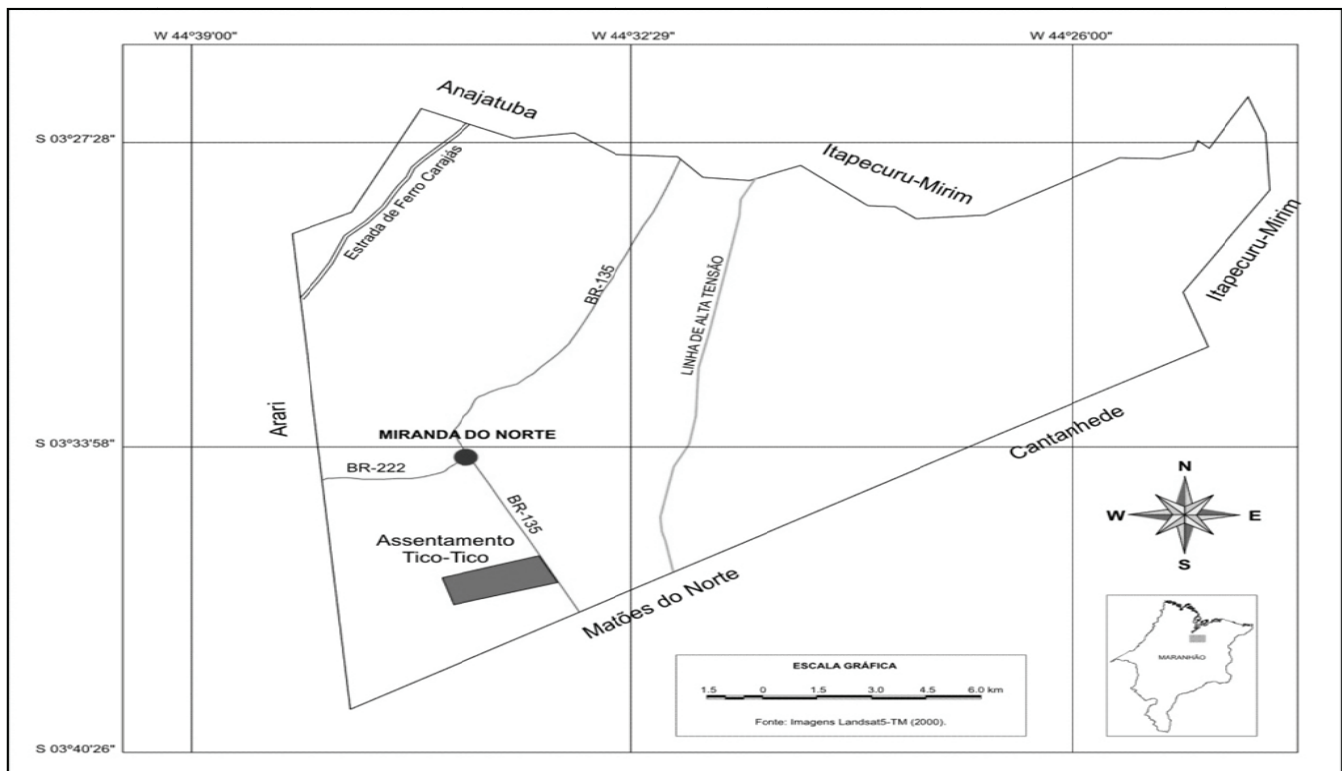 W 44º39'00" W 44º32'29" W 44º26'00"
Anajatuba
S 03º27'28"
Itapecuru-Mirim
Estrada de Ferro Carajás
Itapecuru-Mirim
BR-135
LINHA DE ALTA TENSÃO
Arari
Cantanhede
MIRANDA DO NORTE
S 03º33'58"
BR-222
N
BR-135
W E
Assentamento
Tico-Tico
S
Matões do Norte
MARANHÃO
ESCALA GRÁFICA
1.5 0 1.5 3.0 4.5 6.0 km
Fonte: Imagens Landsat5-TM (2000).
S 03º40'26"